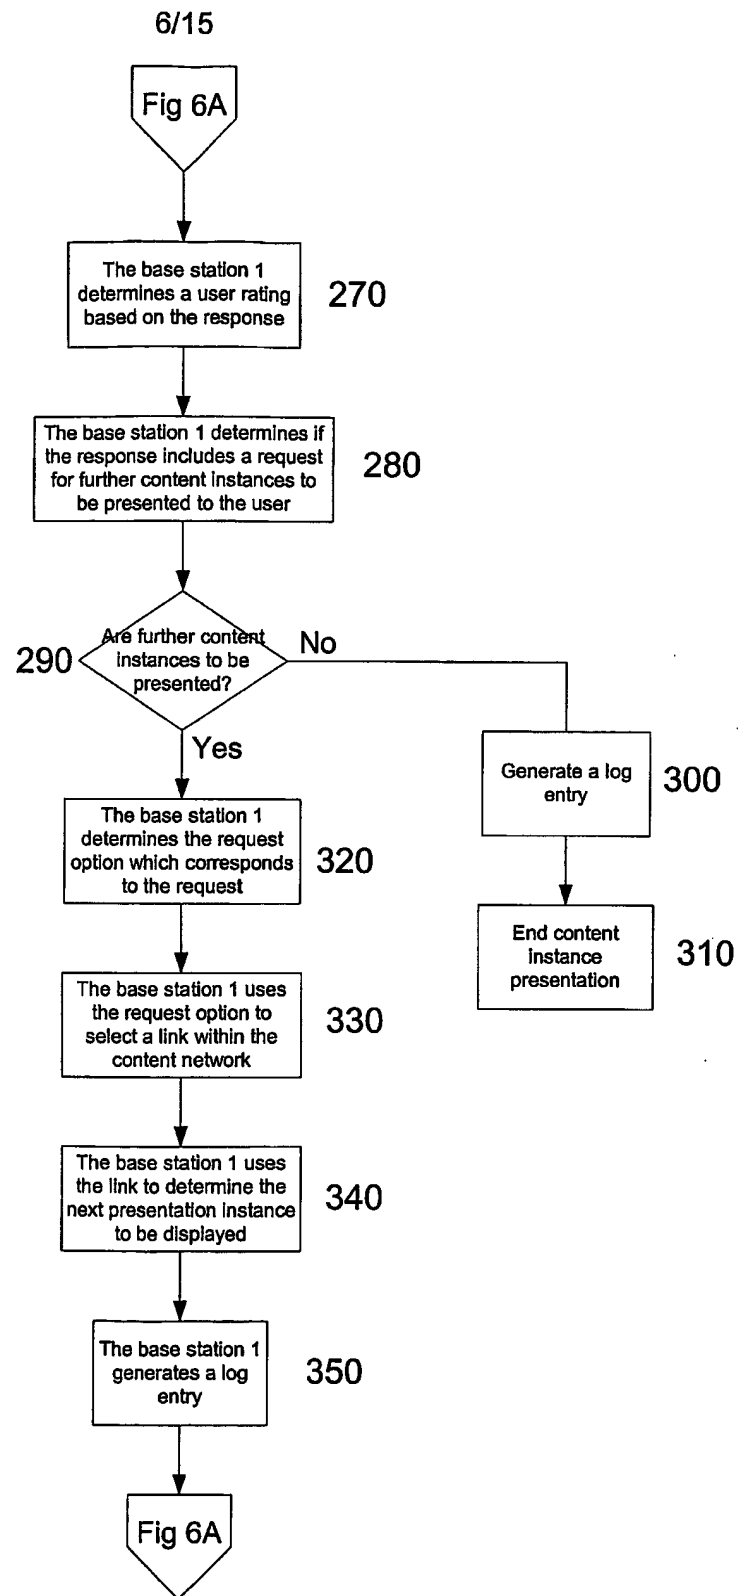 6/15
Fig 6A
The base station 1
determines a user rating
based on the response
270
The base station 1 determines if
the response includes a request
for further content instances to
be presented to the user
280
Are further content
instances to be
presented?
290
No
Yes
Generate a log
entry
300
The base station 1
determines the request
option which corresponds
to the request
320
End content
instance
presentation
310
The base station 1 uses
the request option to
select a link within the
content network
330
The base station 1 uses
the link to determine the
next presentation instance
to be displayed
340
The base station 1
generates a log
entry
350
Fig 6A